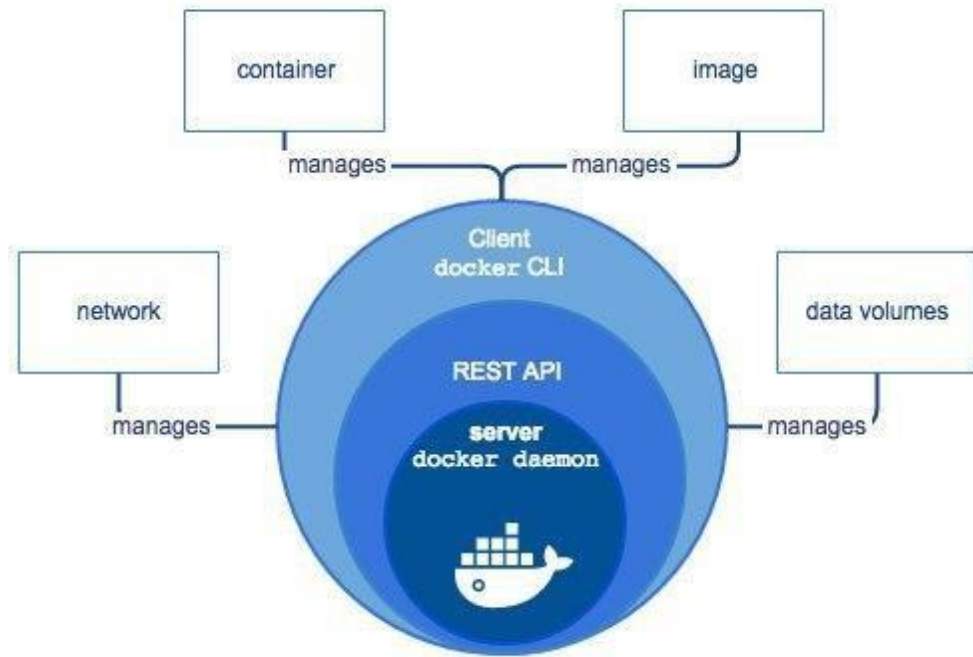 container
image
manages
manages
Client
docker CLI
network
data volumes
REST API
manages
manages
server
docker daemon